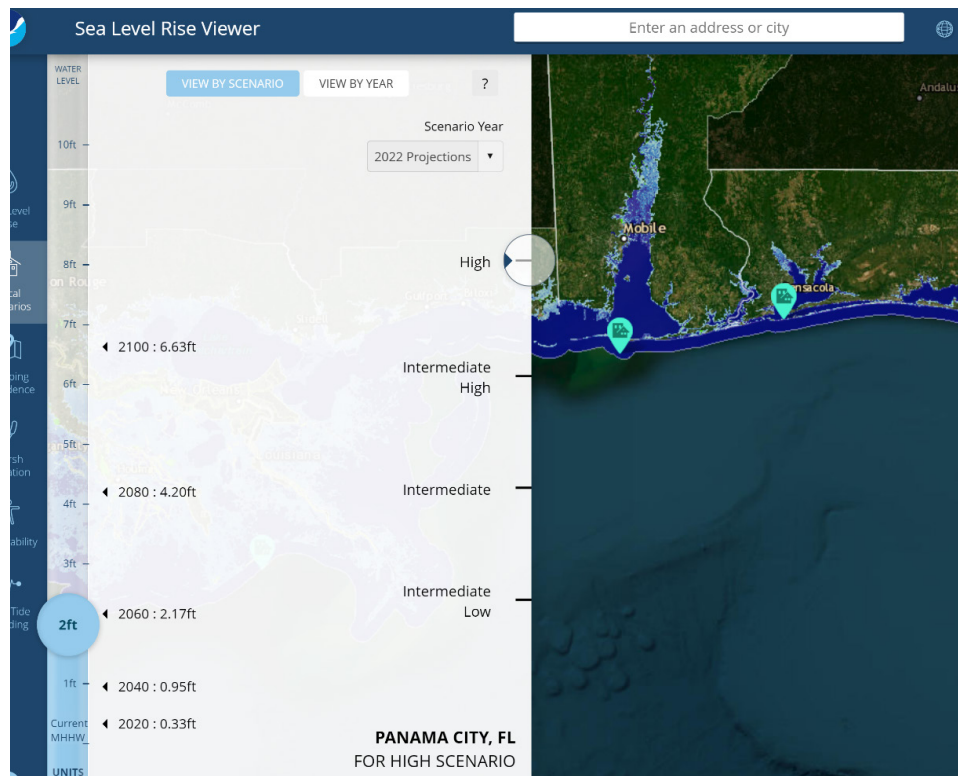 Sea Level Rise Viewer
Enter an address or city
WATER
LEVEL
VIEW BY SCENARIO
VIEW BY YEAR
?
Scenario Year
2022 Projections
10ft
9ft
8ft
7ft
6ft
5ft
4ft
3ft
2ft
1ft
Current
MHHW
UNITS
2100 : 6.63ft
2080 : 4.20ft
2060 : 2.17ft
2040 : 0.95ft
2020 : 0.33ft
High
Intermediate
High
Intermediate
Intermediate
Low
PANAMA CITY, FL
FOR HIGH SCENARIO
Mobile